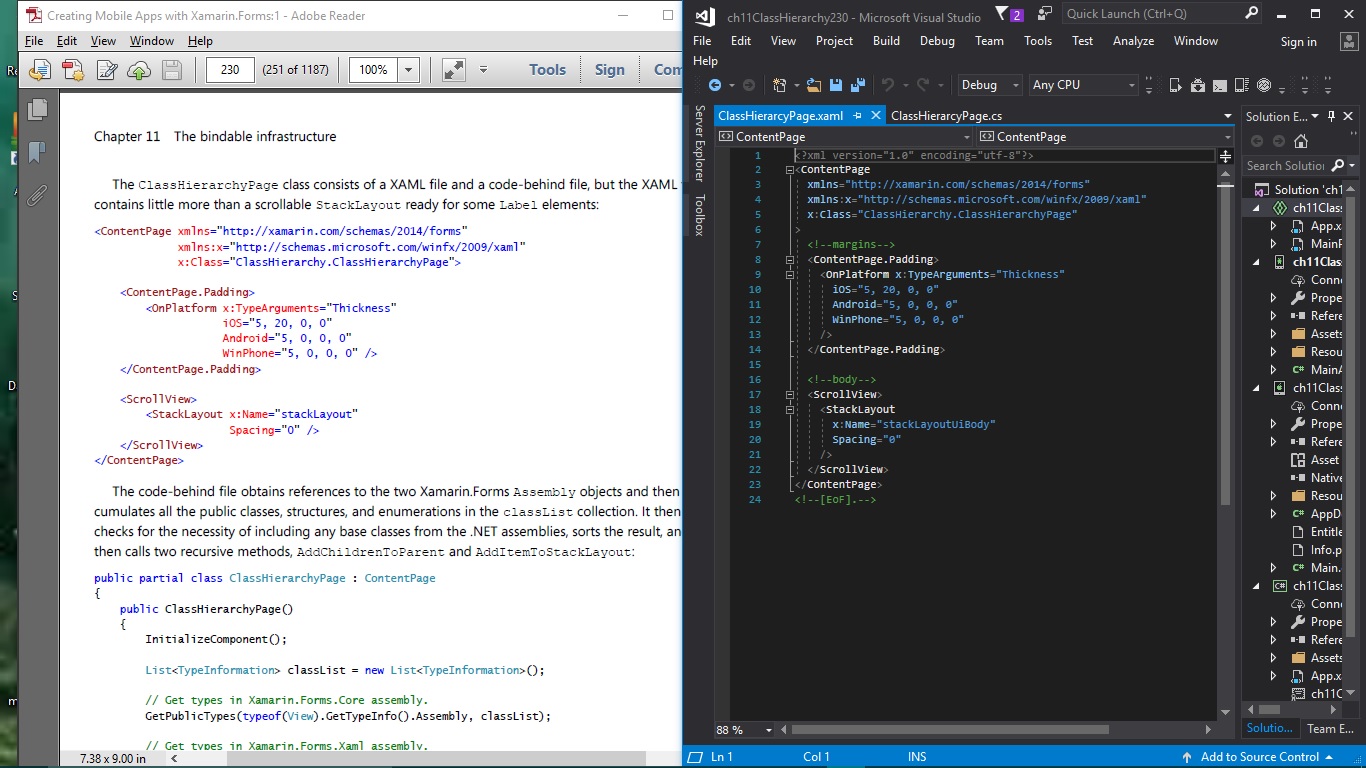 Creating Mobile Apps with Xamarin.Forms:1 - Adobe Reader
File Edit View Window Help
230 (251 of 1187) 100% Tools Sign Com
Chapter 11 The bindable infrastructure
The ClassHierarchyPage class consists of a XAML file and a code-behind file, but the XAML
contains little more than a scrollable StackLayout ready for some Label elements:
<ContentPage xmlns="http://xamarin.com/schemas/2014/forms"
xmlns:x="http://schemas.microsoft.com/winfx/2009/xaml"
x:Class="ClassHierarchy.ClassHierarchyPage">
<ContentPage.Padding>
<OnPlatform x:TypeArguments="Thickness"
iOS="5, 20, 0, 0"
Android="5, 0, 0, 0"
WinPhone="5, 0, 0, 0" />
</ContentPage.Padding>
<ScrollView>
<StackLayout x:Name="stackLayout"
Spacing="0" />
</ScrollView>
</ContentPage>
The code-behind file obtains references to the two Xamarin.Forms Assembly objects and then
cumulates all the public classes, structures, and enumerations in the classList collection. It then
checks for the necessity of including any base classes from the .NET assemblies, sorts the result, an
then calls two recursive methods, AddChildrenToParent and AddItemToStackLayout:
public partial class ClassHierarchyPage : ContentPage
{
public ClassHierarchyPage()
{
InitializeComponent();
List<TypeInformation> classList = new List<TypeInformation>();
// Get types in Xamarin.Forms.Core assembly.
GetPublicTypes(typeof(View).GetTypeInfo().Assembly, classList);
// Get types in Xamarin.Forms.Xaml assembly.
7.38 x 9.00 in
ch11ClassHierarchy230 - Microsoft Visual Studio 2 Quick Launch (Ctrl+Q)
File Edit View Project Build Debug Team Tools Test Analyze Window Sign in
Help
Debug Any CPU
Server Explorer
Toolbox
ClassHierarcyPage.xaml ClassHierarcyPage.cs
ContentPage ContentPage
1 <?xml version="1.0" encoding="utf-8"?>
2 <ContentPage
3 xmlns="http://xamarin.com/schemas/2014/forms"
4 xmlns:x="http://schemas.microsoft.com/winfx/2009/xaml"
5 x:Class="ClassHierarchy.ClassHierarchyPage"
6 >
7 <!--margins-->
8 <ContentPage.Padding>
9 <OnPlatform x:TypeArguments="Thickness"
10 iOS="5, 20, 0, 0"
11 Android="5, 0, 0, 0"
12 WinPhone="5, 0, 0, 0"
13 />
14 </ContentPage.Padding>
15
16 <!--body-->
17 <ScrollView>
18 <StackLayout
19 x:Name="stackLayoutUiBody"
20 Spacing="0"
21 />
22 </ScrollView>
23 </ContentPage>
24 <!--[EoF].-->
88 %
Solution E...
Search Solutio
Solution 'ch1
ch11Class
App.x
MainP
ch11Clas
Conne
Prope
Refere
Assets
Resou
C# MainA
ch11Class
Conne
Prope
Refere
Asset
Native
Resou
C# AppD
Entitle
Info.p
C# Main.
C# ch11Class
Conne
Prope
Refere
Assets
App.x
ch11C
Solutio... Team E...
Ln 1 Col 1 INS Add to Source Control